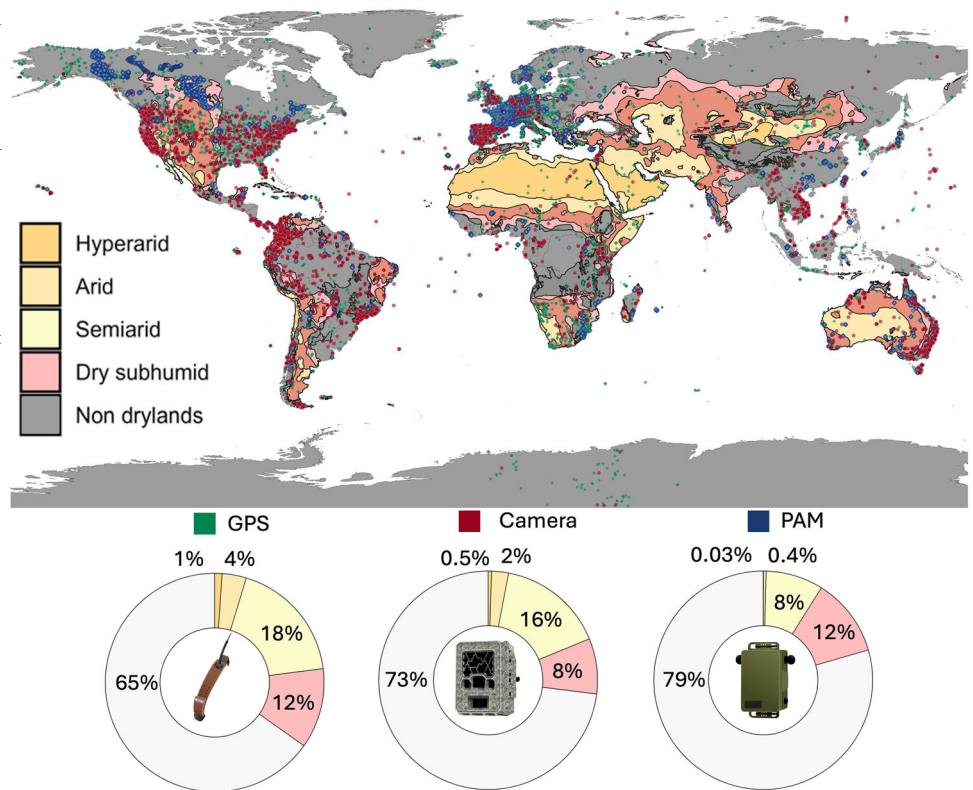 Hyperarid
Arid
Semiarid
Dry subhumid
Non drylands
GPS
Camera
PAM
1% 4%
18%
12%
65%
0.5% 2%
16%
8%
73%
0.03% 0.4%
8%
12%
79%